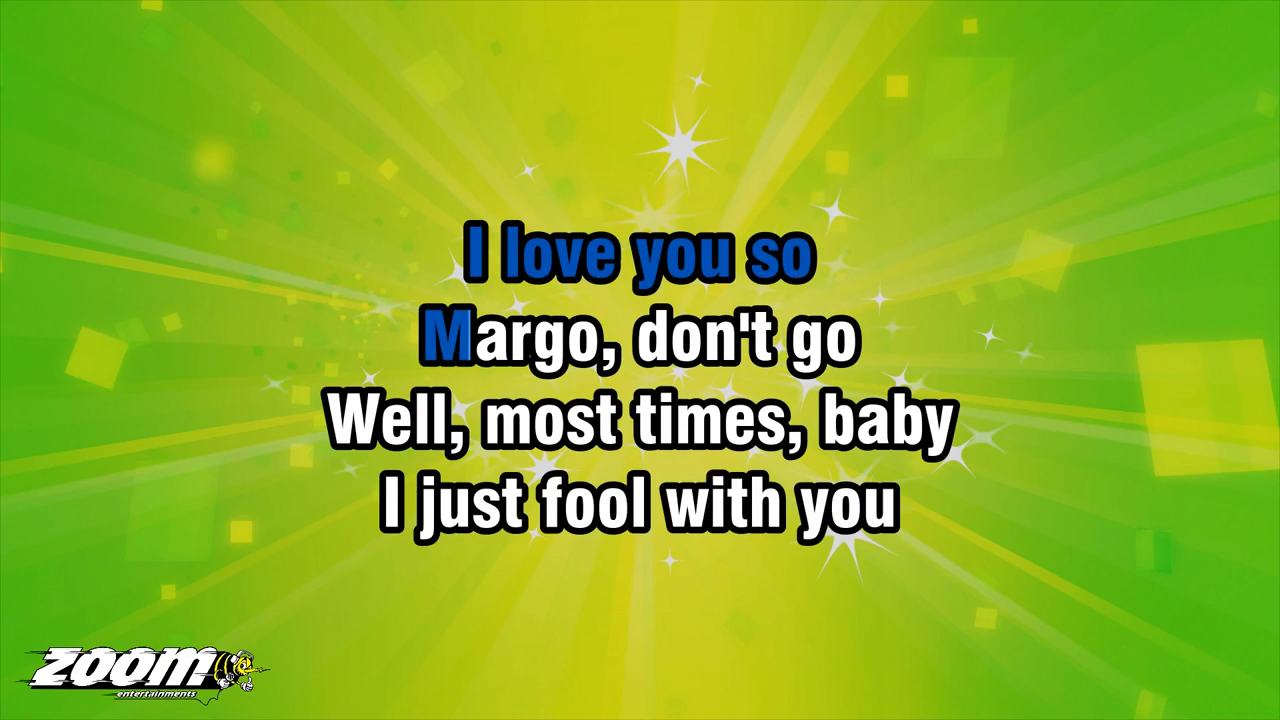 I love you so
Margo, don't go
Well, most times, baby
I just fool with you
zoom
entertainments